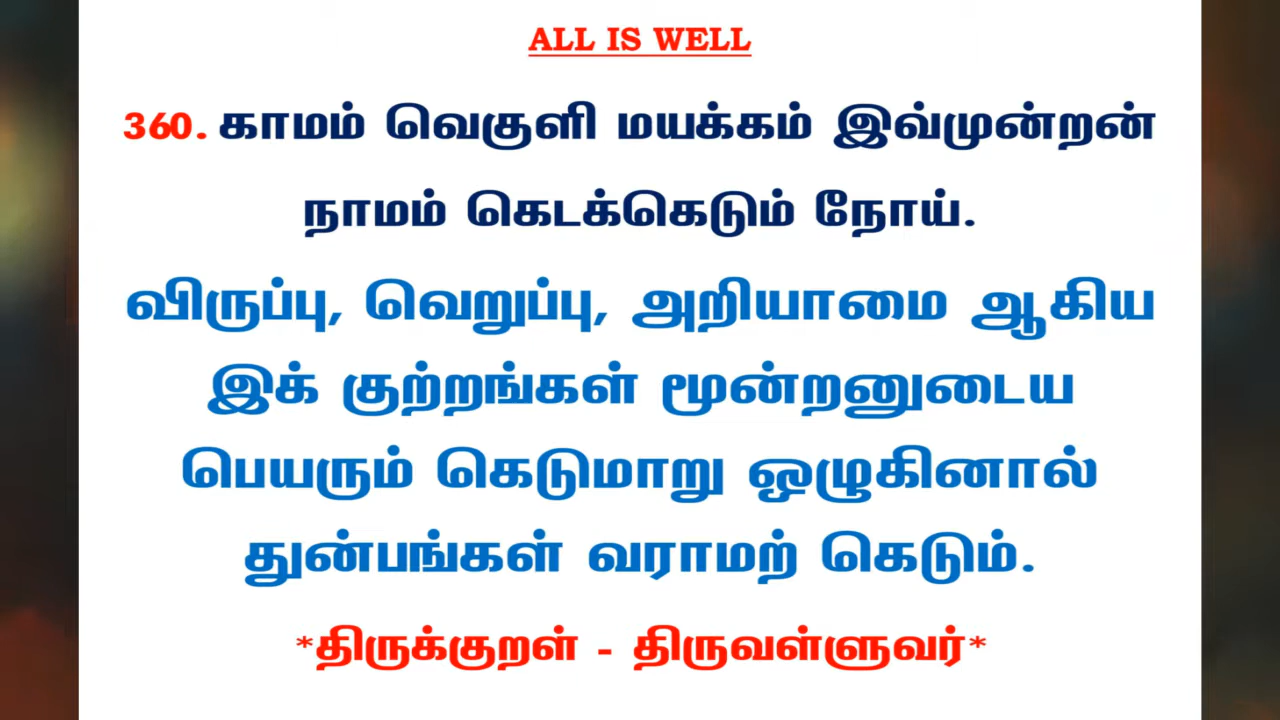 ALL IS WELL
360. காமம் வெகுளி மயக்கம் இவ்முன்றன்
நாமம் கெடக்கெடும் நோய்.
விருப்பு, வெறுப்பு, அறியாமை ஆகிய
இக் குற்றங்கள் மூன்றனுடைய
பெயரும் கெடுமாறு ஒழுகினால்
துன்பங்கள் வராமற் கெடும்.
*திருக்குறள் - திருவள்ளுவர்*